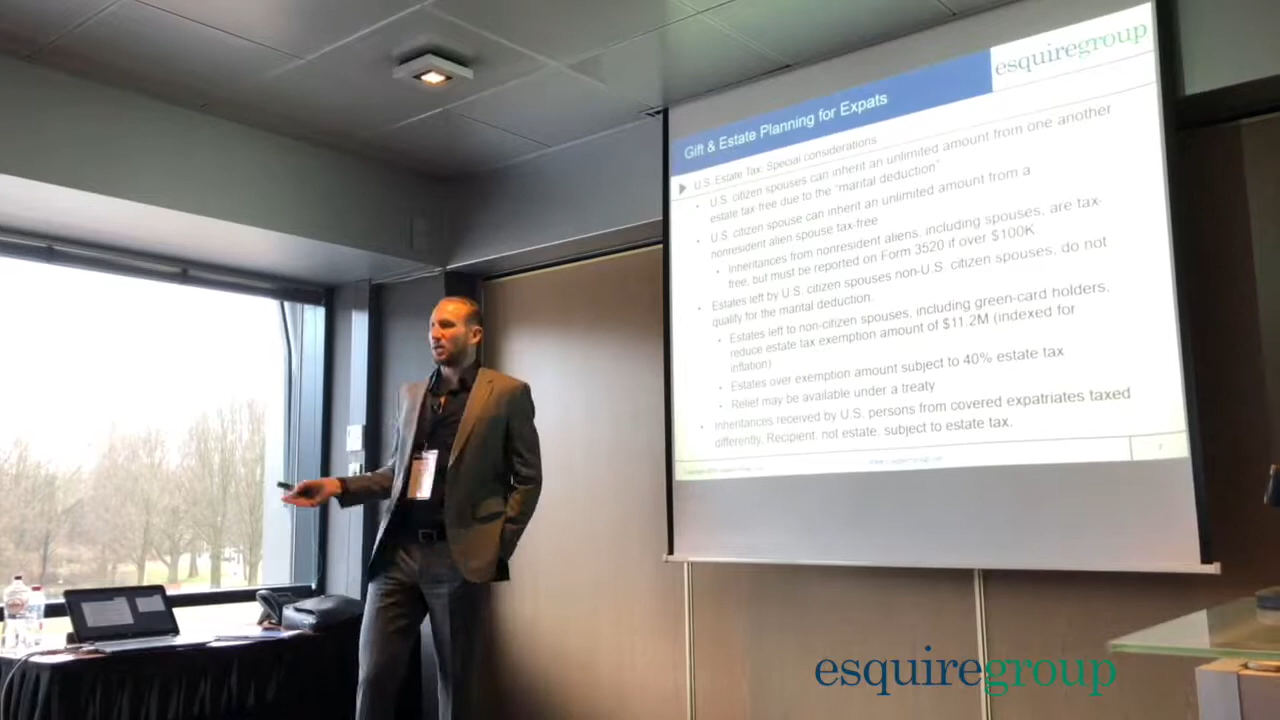 esquiregroup
Gift & Estate Planning for Expats
U.S. Estate Tax: Special considerations
U.S. citizen spouses can inherit an unlimited amount from one another
estate tax-free due to the "marital deduction"
U.S. citizen spouse can inherit an unlimited amount from a
nonresident alien spouse tax-free
Inheritances from nonresident aliens, including spouses, are tax-
free, but must be reported on Form 3520 if over $100K
Estates left by U.S. citizen spouses non-U.S. citizen spouses, do not
qualify for the marital deduction.
Estates left to non-citizen spouses, including green-card holders,
reduce estate tax exemption amount of $11.2M (indexed for
inflation)
Estates over exemption amount subject to 40% estate tax
Relief may be available under a treaty
Inheritances received by U.S. persons from covered expatriates taxed
differently. Recipient, not estate, subject to estate tax.
esquiregroup